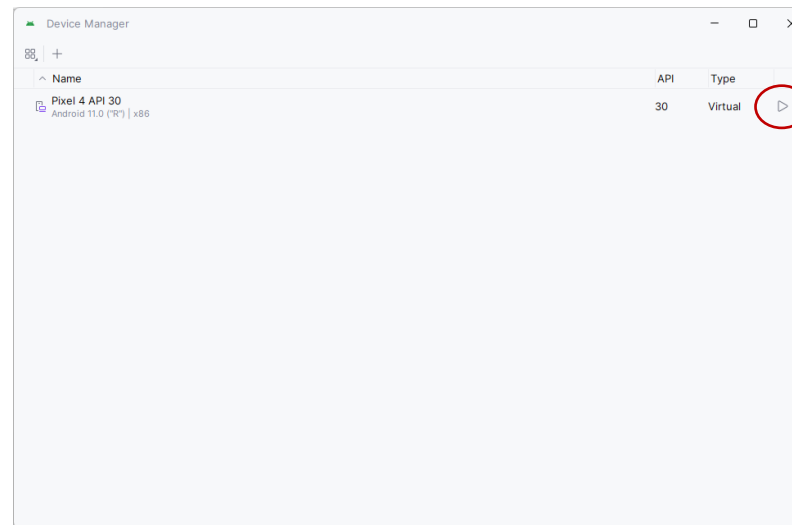 Device Manager
Name API Type
Pixel 4 API 30
Android 11.0 ("R") | x86
30 Virtual